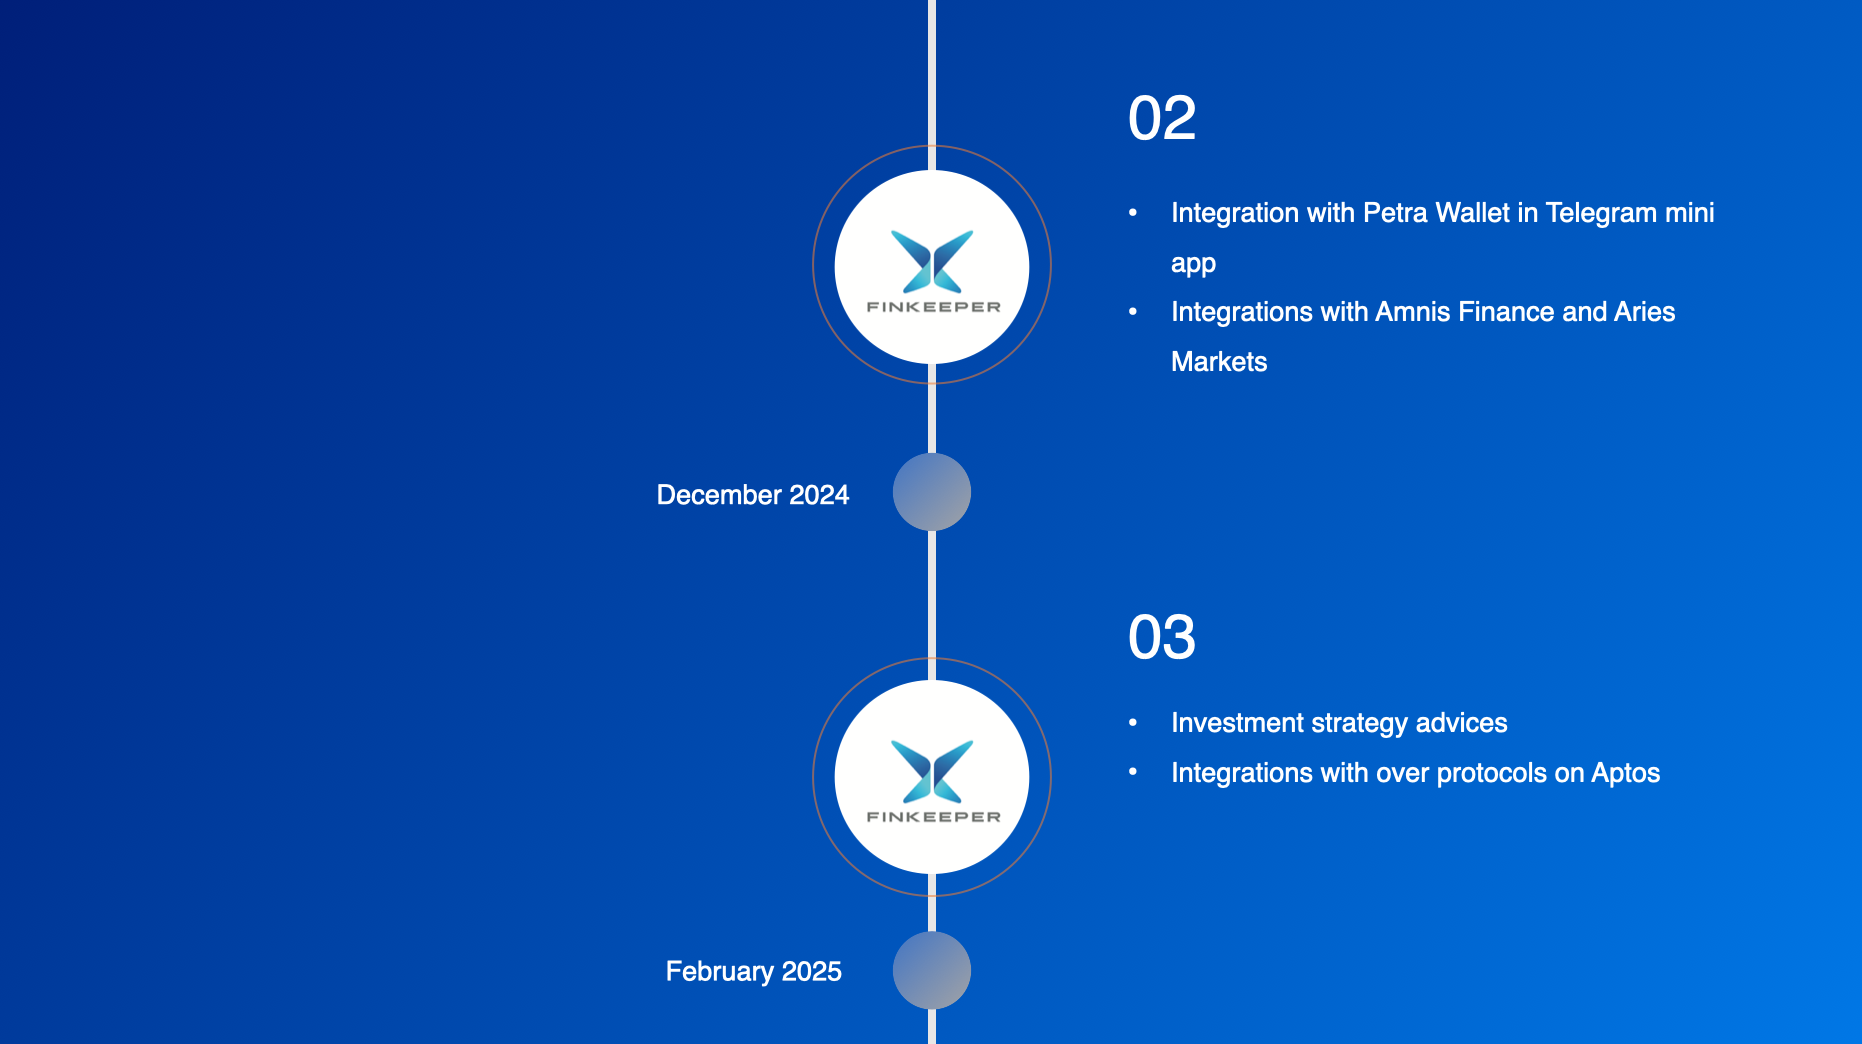 02
• Integration with Petra Wallet in Telegram mini
app
• Integrations with Amnis Finance and Aries
Markets
FINKEEPER
December 2024
03
• Investment strategy advices
• Integrations with over protocols on Aptos
FINKEEPER
February 2025